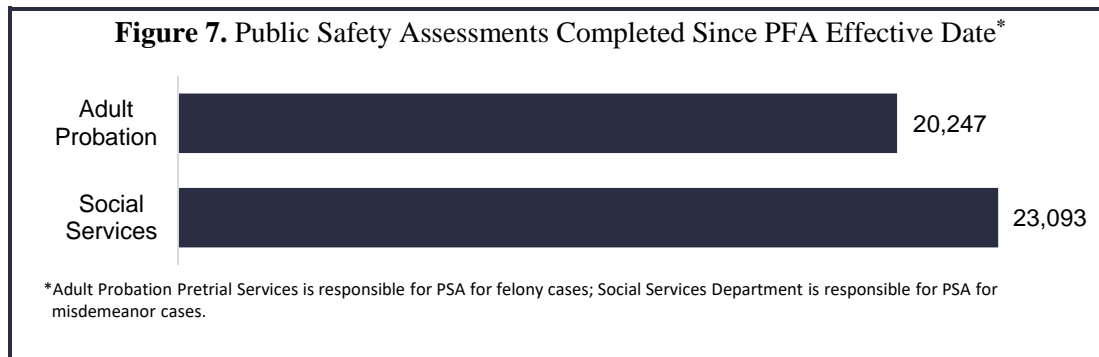 Figure 7. Public Safety Assessments Completed Since PFA Effective Date*
Adult
Probation
20,247
Social
Services
23,093
*Adult Probation Pretrial Services is responsible for PSA for felony cases; Social Services Department is responsible for PSA for
misdemeanor cases.